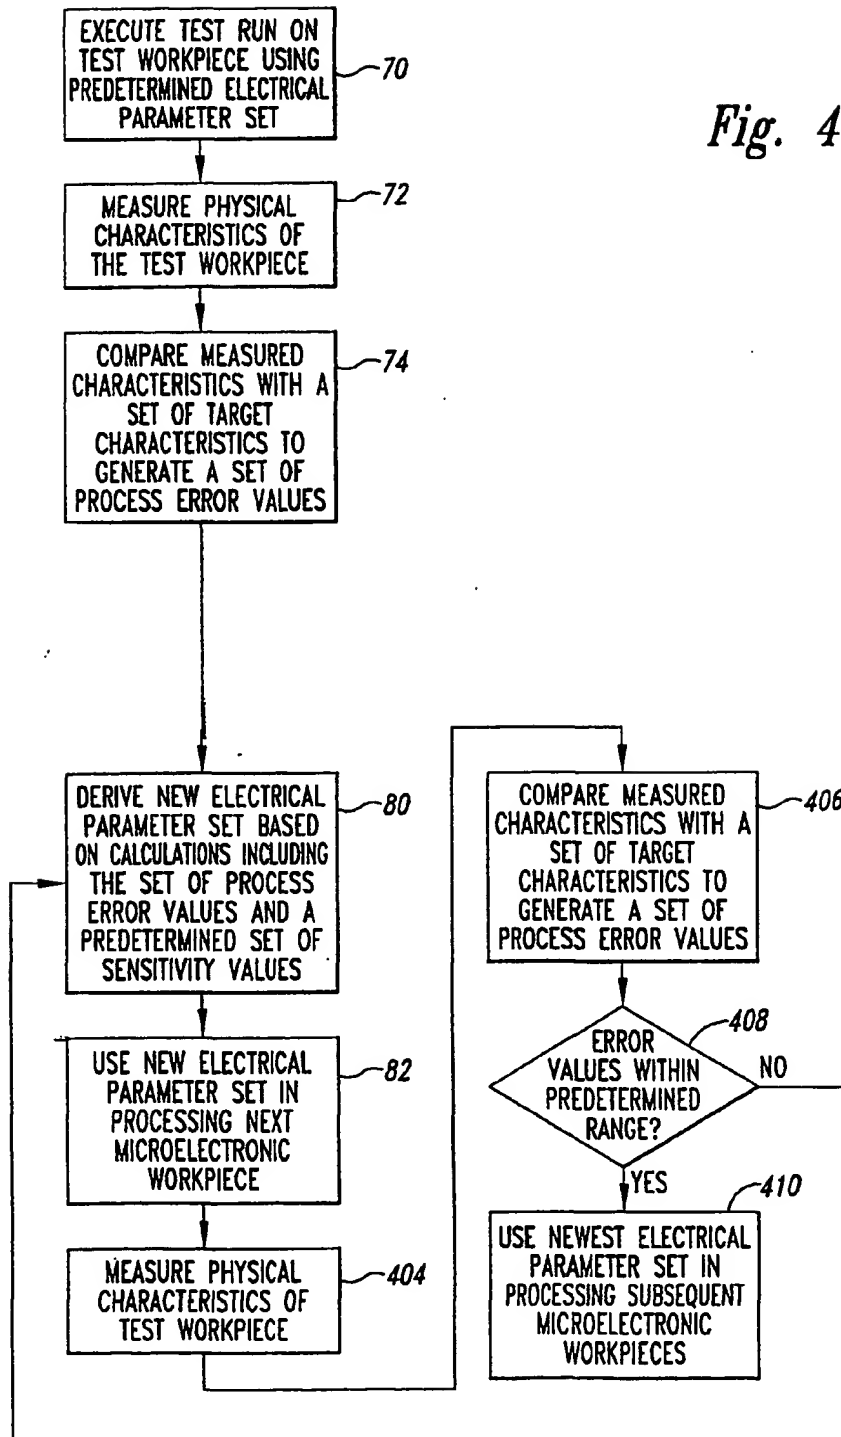 EXECUTE TEST RUN ON
TEST WORKPIECE USING
PREDETERMINED ELECTRICAL
PARAMETER SET
70
Fig. 4
MEASURE PHYSICAL
CHARACTERISTICS OF
THE TEST WORKPIECE
72
COMPARE MEASURED
CHARACTERISTICS WITH A
SET OF TARGET
CHARACTERISTICS TO
GENERATE A SET OF
PROCESS ERROR VALUES
74
DERIVE NEW ELECTRICAL
PARAMETER SET BASED
ON CALCULATIONS INCLUDING
THE SET OF PROCESS
ERROR VALUES AND A
PREDETERMINED SET OF
SENSITIVITY VALUES
80
USE NEW ELECTRICAL
PARAMETER SET IN
PROCESSING NEXT
MICROELECTRONIC
WORKPIECE
82
MEASURE PHYSICAL
CHARACTERISTICS OF
TEST WORKPIECE
404
COMPARE MEASURED
CHARACTERISTICS WITH A
SET OF TARGET
CHARACTERISTICS TO
GENERATE A SET OF
PROCESS ERROR VALUES
406
ERROR
VALUES WITHIN
PREDETERMINED
RANGE?
408
NO
YES
410
USE NEWEST ELECTRICAL
PARAMETER SET IN
PROCESSING SUBSEQUENT
MICROELECTRONIC
WORKPIECES